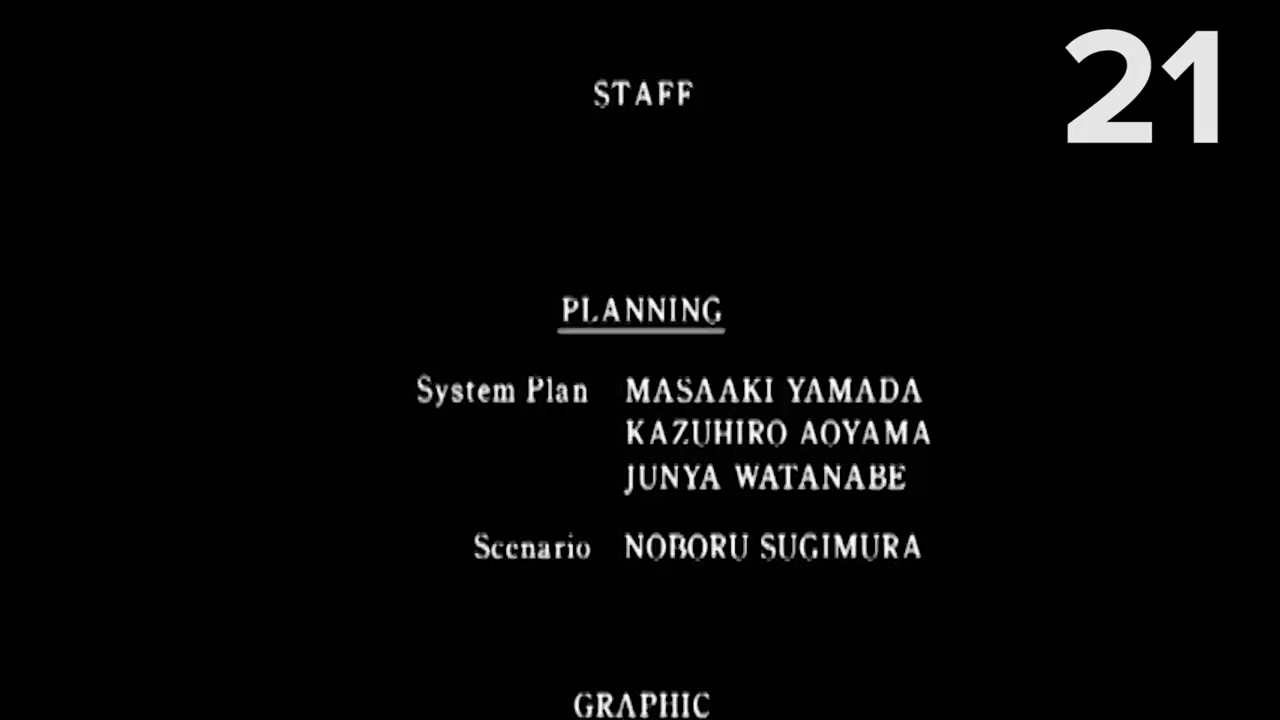 21
STAFF
PLANNING
System Plan MASAAKI YAMADA
KAZUHIRO AOYAMA
JUNYA WATANABE
Scenario NOBORU SUGIMURA
GRAPHIC